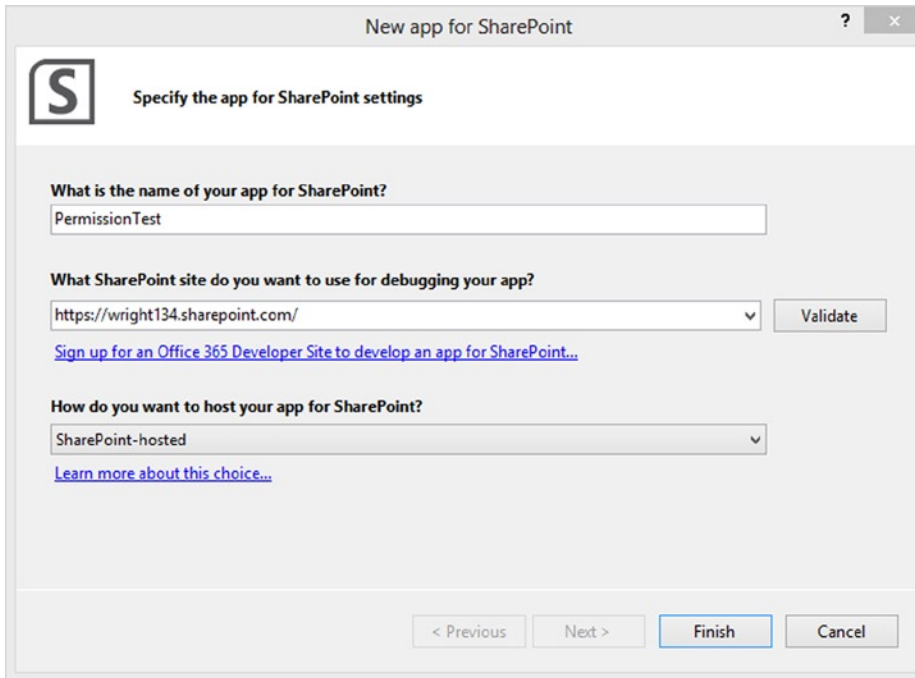 New app for SharePoint
?
S
Specify the app for SharePoint settings
What is the name of your app for SharePoint?
PermissionTest
What SharePoint site do you want to use for debugging your app?
https://wright134.sharepoint.com/
Validate
Sign up for an Office 365 Developer Site to develop an app for SharePoint...
How do you want to host your app for SharePoint?
SharePoint-hosted
Learn more about this choice...
< Previous Next > Finish Cancel